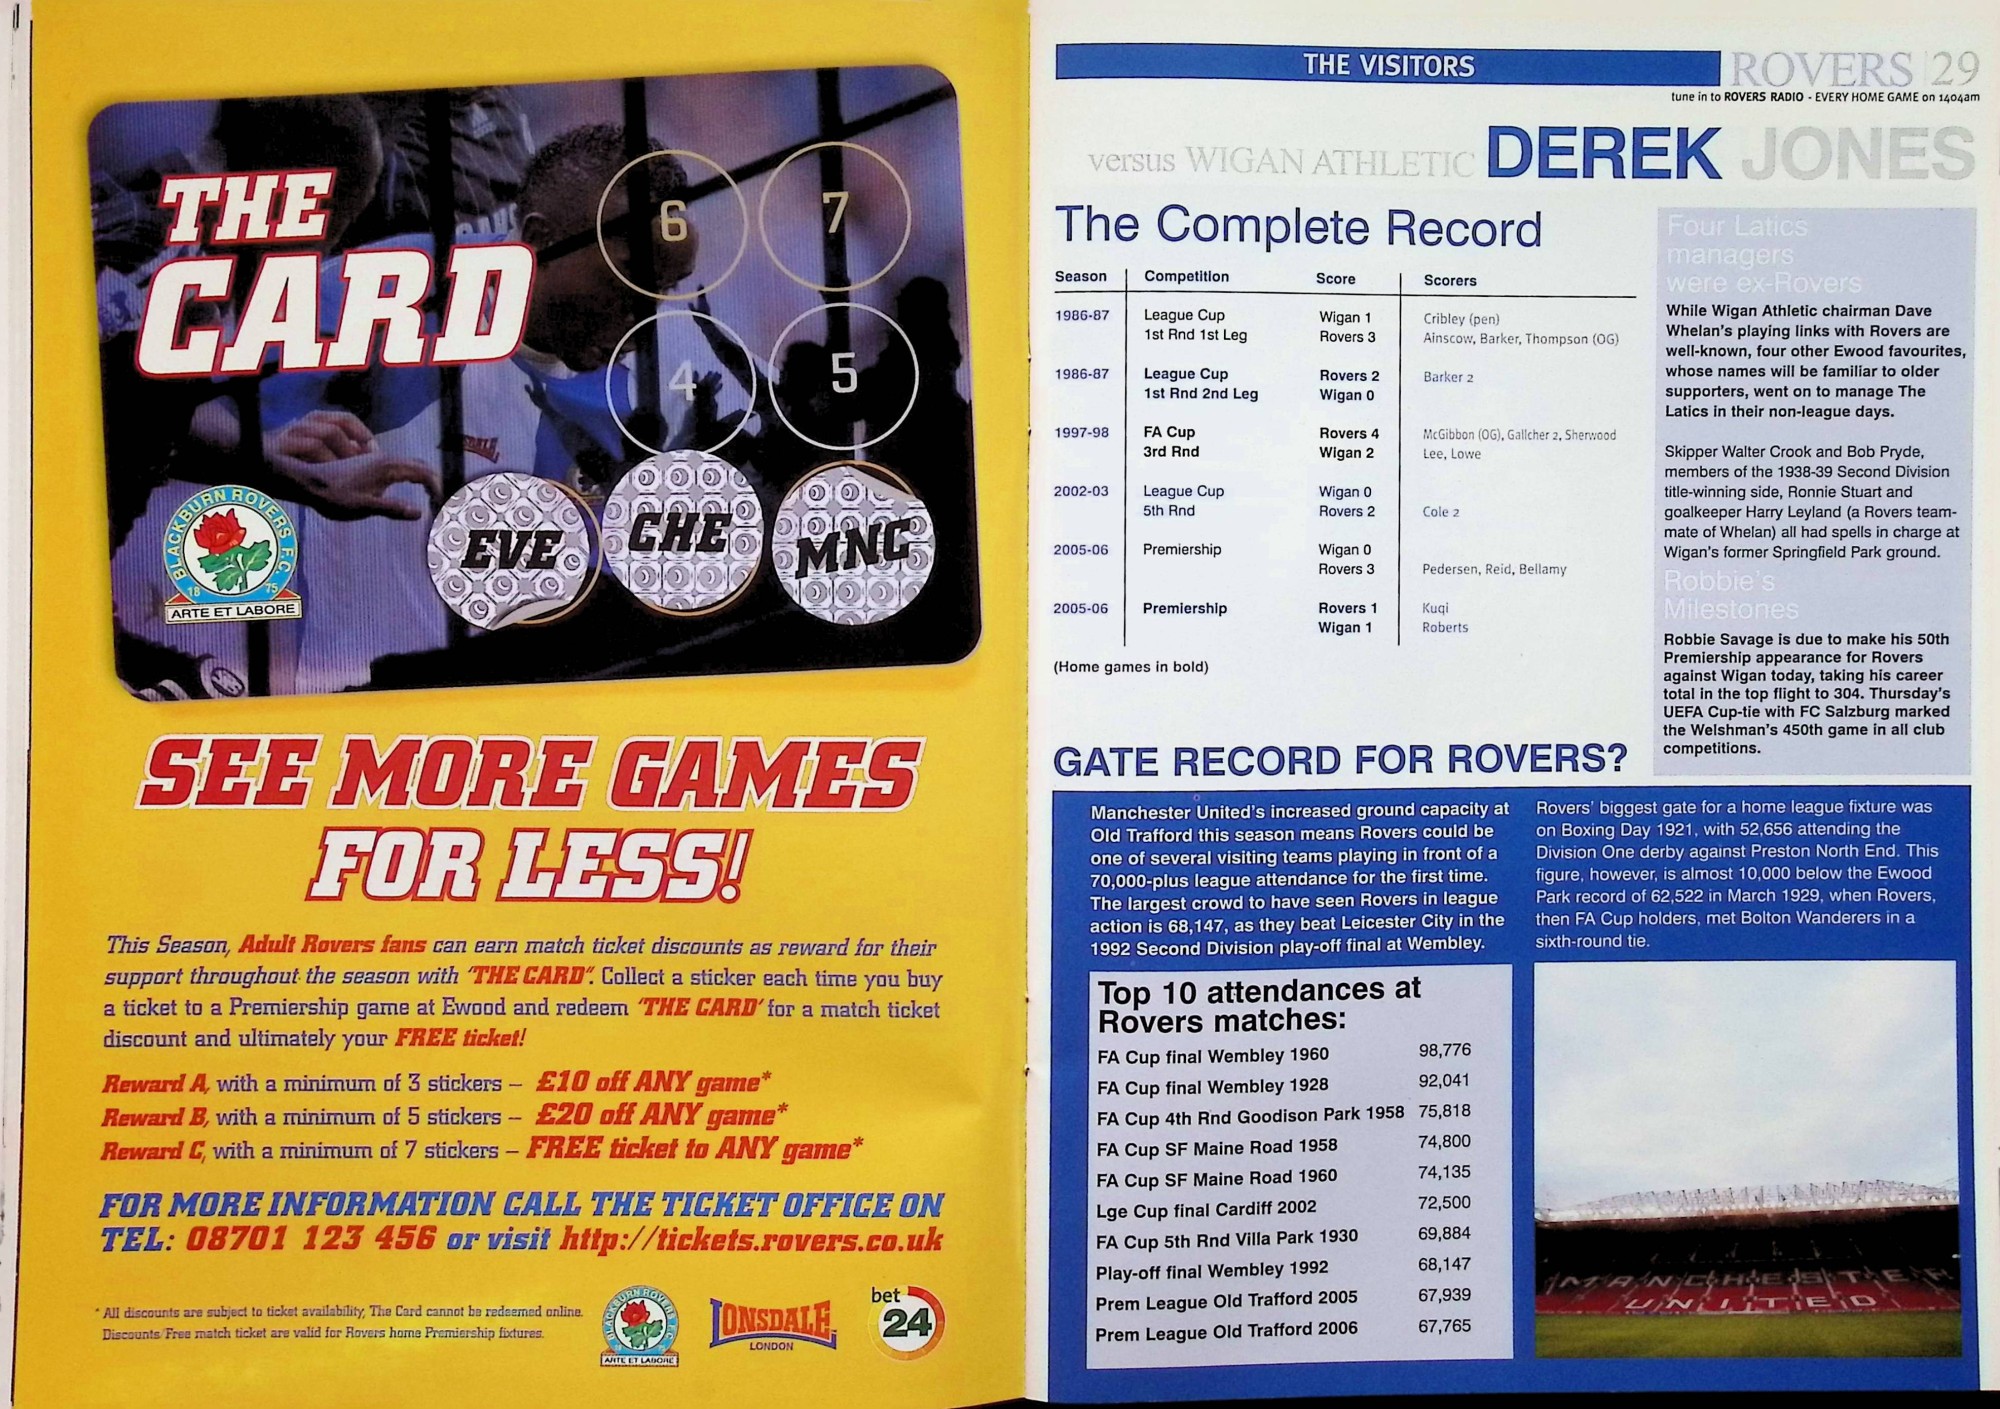 THE
CARD
6
7
4
5
EVE
CHE
MNC
BLACKBURN ROVERS F.C.
18 75
ARTE ET LABORE
SEE MORE GAMES
FOR LESS!
This Season, Adult Rovers fans can earn match ticket discounts as reward for their
support throughout the season with 'THE CARD". Collect a sticker each time you buy
a ticket to a Premiership game at Ewood and redeem 'THE CARD' for a match ticket
discount and ultimately your FREE ticket!
Reward A, with a minimum of 3 stickers – £10 off ANY game*
Reward B, with a minimum of 5 stickers – £20 off ANY game*
Reward C, with a minimum of 7 stickers – FREE ticket to ANY game*
FOR MORE INFORMATION CALL THE TICKET OFFICE ON
TEL: 08701 123 456 or visit http://tickets.rovers.co.uk
* All discounts are subject to ticket availability, The Card cannot be redeemed online.
Discounts/Free match ticket are valid for Rovers home Premiership fixtures.
BLACKBURN ROVERS F.C.
ARTE ET LABORE
LONSDALE
LONDON
bet
24
THE VISITORS
ROVERS 29
tune in to ROVERS RADIO - EVERY HOME GAME on 1404am
versus WIGAN ATHLETIC DEREK JONES
The Complete Record
Season Competition Score Scorers
1986-87 League Cup Wigan 1 Cribley (pen)
1st Rnd 1st Leg Rovers 3 Ainscow, Barker, Thompson (OG)
1986-87 League Cup Rovers 2 Barker 2
1st Rnd 2nd Leg Wigan 0
1997-98 FA Cup Rovers 4 McGibbon (OG), Gallcher 2, Sherwood
3rd Rnd Wigan 2 Lee, Lowe
2002-03 League Cup Wigan 0
5th Rnd Rovers 2 Cole 2
2005-06 Premiership Wigan 0
Rovers 3 Pedersen, Reid, Bellamy
2005-06 Premiership Rovers 1 Kuqi
Wigan 1 Roberts
(Home games in bold)
Four Latics
managers
were ex-Rovers
While Wigan Athletic chairman Dave
Whelan's playing links with Rovers are
well-known, four other Ewood favourites,
whose names will be familiar to older
supporters, went on to manage The
Latics in their non-league days.
Skipper Walter Crook and Bob Pryde,
members of the 1938-39 Second Division
title-winning side, Ronnie Stuart and
goalkeeper Harry Leyland (a Rovers team-
mate of Whelan) all had spells in charge at
Wigan's former Springfield Park ground.
Robbie's
Milestones
Robbie Savage is due to make his 50th
Premiership appearance for Rovers
against Wigan today, taking his career
total in the top flight to 304. Thursday's
UEFA Cup-tie with FC Salzburg marked
the Welshman's 450th game in all club
competitions.
GATE RECORD FOR ROVERS?
Manchester United's increased ground capacity at
Old Trafford this season means Rovers could be
one of several visiting teams playing in front of a
70,000-plus league attendance for the first time.
The largest crowd to have seen Rovers in league
action is 68,147, as they beat Leicester City in the
1992 Second Division play-off final at Wembley.
Rovers' biggest gate for a home league fixture was
on Boxing Day 1921, with 52,656 attending the
Division One derby against Preston North End. This
figure, however, is almost 10,000 below the Ewood
Park record of 62,522 in March 1929, when Rovers,
then FA Cup holders, met Bolton Wanderers in a
sixth-round tie.
Top 10 attendances at
Rovers matches:
FA Cup final Wembley 1960 98,776
FA Cup final Wembley 1928 92,041
FA Cup 4th Rnd Goodison Park 1958 75,818
FA Cup SF Maine Road 1958 74,800
FA Cup SF Maine Road 1960 74,135
Lge Cup final Cardiff 2002 72,500
FA Cup 5th Rnd Villa Park 1930 69,884
Play-off final Wembley 1992 68,147
Prem League Old Trafford 2005 67,939
Prem League Old Trafford 2006 67,765
MANCHESTER
UNITED